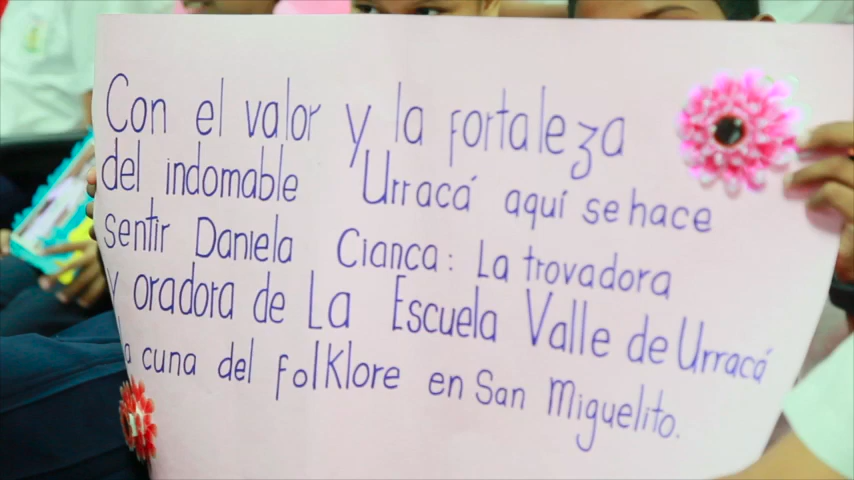 Con el valor y la fortaleza
del indomable Urracá aquí se hace
sentir Daniela Cianca: La trovadora
y oradora de La Escuela Valle de Urracá
la cuna del folklore en San Miguelito.